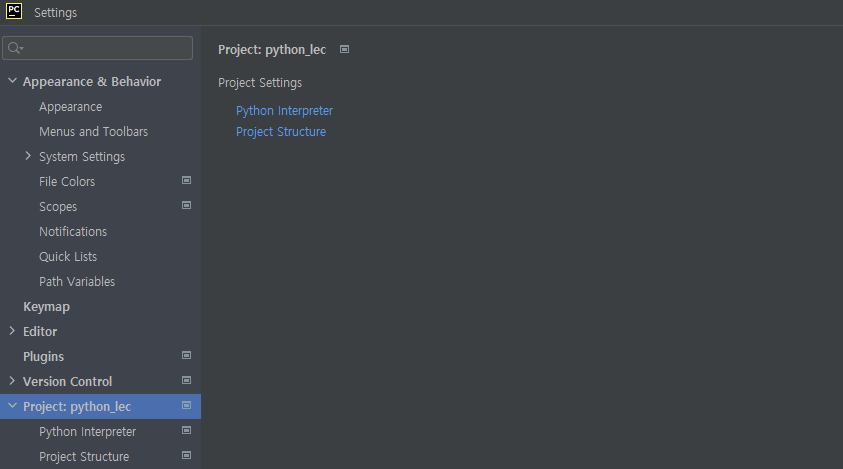 PC
Settings
Appearance & Behavior
Appearance
Menus and Toolbars
System Settings
File Colors
Scopes
Notifications
Quick Lists
Path Variables
Keymap
Editor
Plugins
Version Control
Project: python_lec
Python Interpreter
Project Structure
Project: python_lec
Project Settings
Python Interpreter
Project Structure